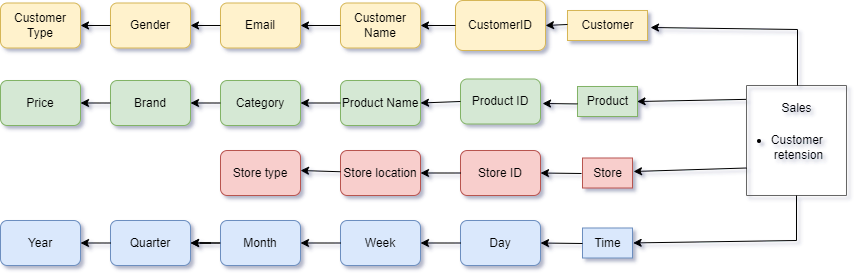 Customer
Type
Gender
Email
Customer
Name
CustomerID
Customer
Price
Brand
Category
Product Name
Product ID
Product
Sales
• Customer
retension
Store type
Store location
Store ID
Store
Year
Quarter
Month
Week
Day
Time